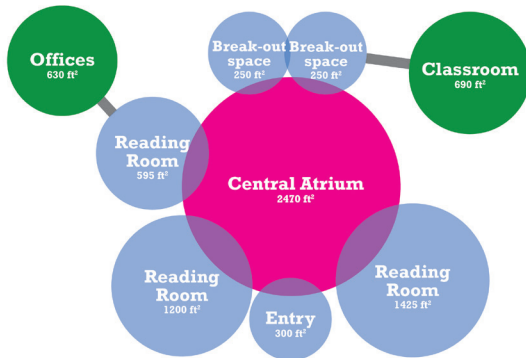 Offices
630 ft²
Break-out
space
250 ft²
Break-out
space
250 ft²
Classroom
690 ft²
Reading
Room
595 ft²
Central Atrium
2470 ft²
Reading
Room
1200 ft²
Entry
300 ft²
Reading
Room
1425 ft²